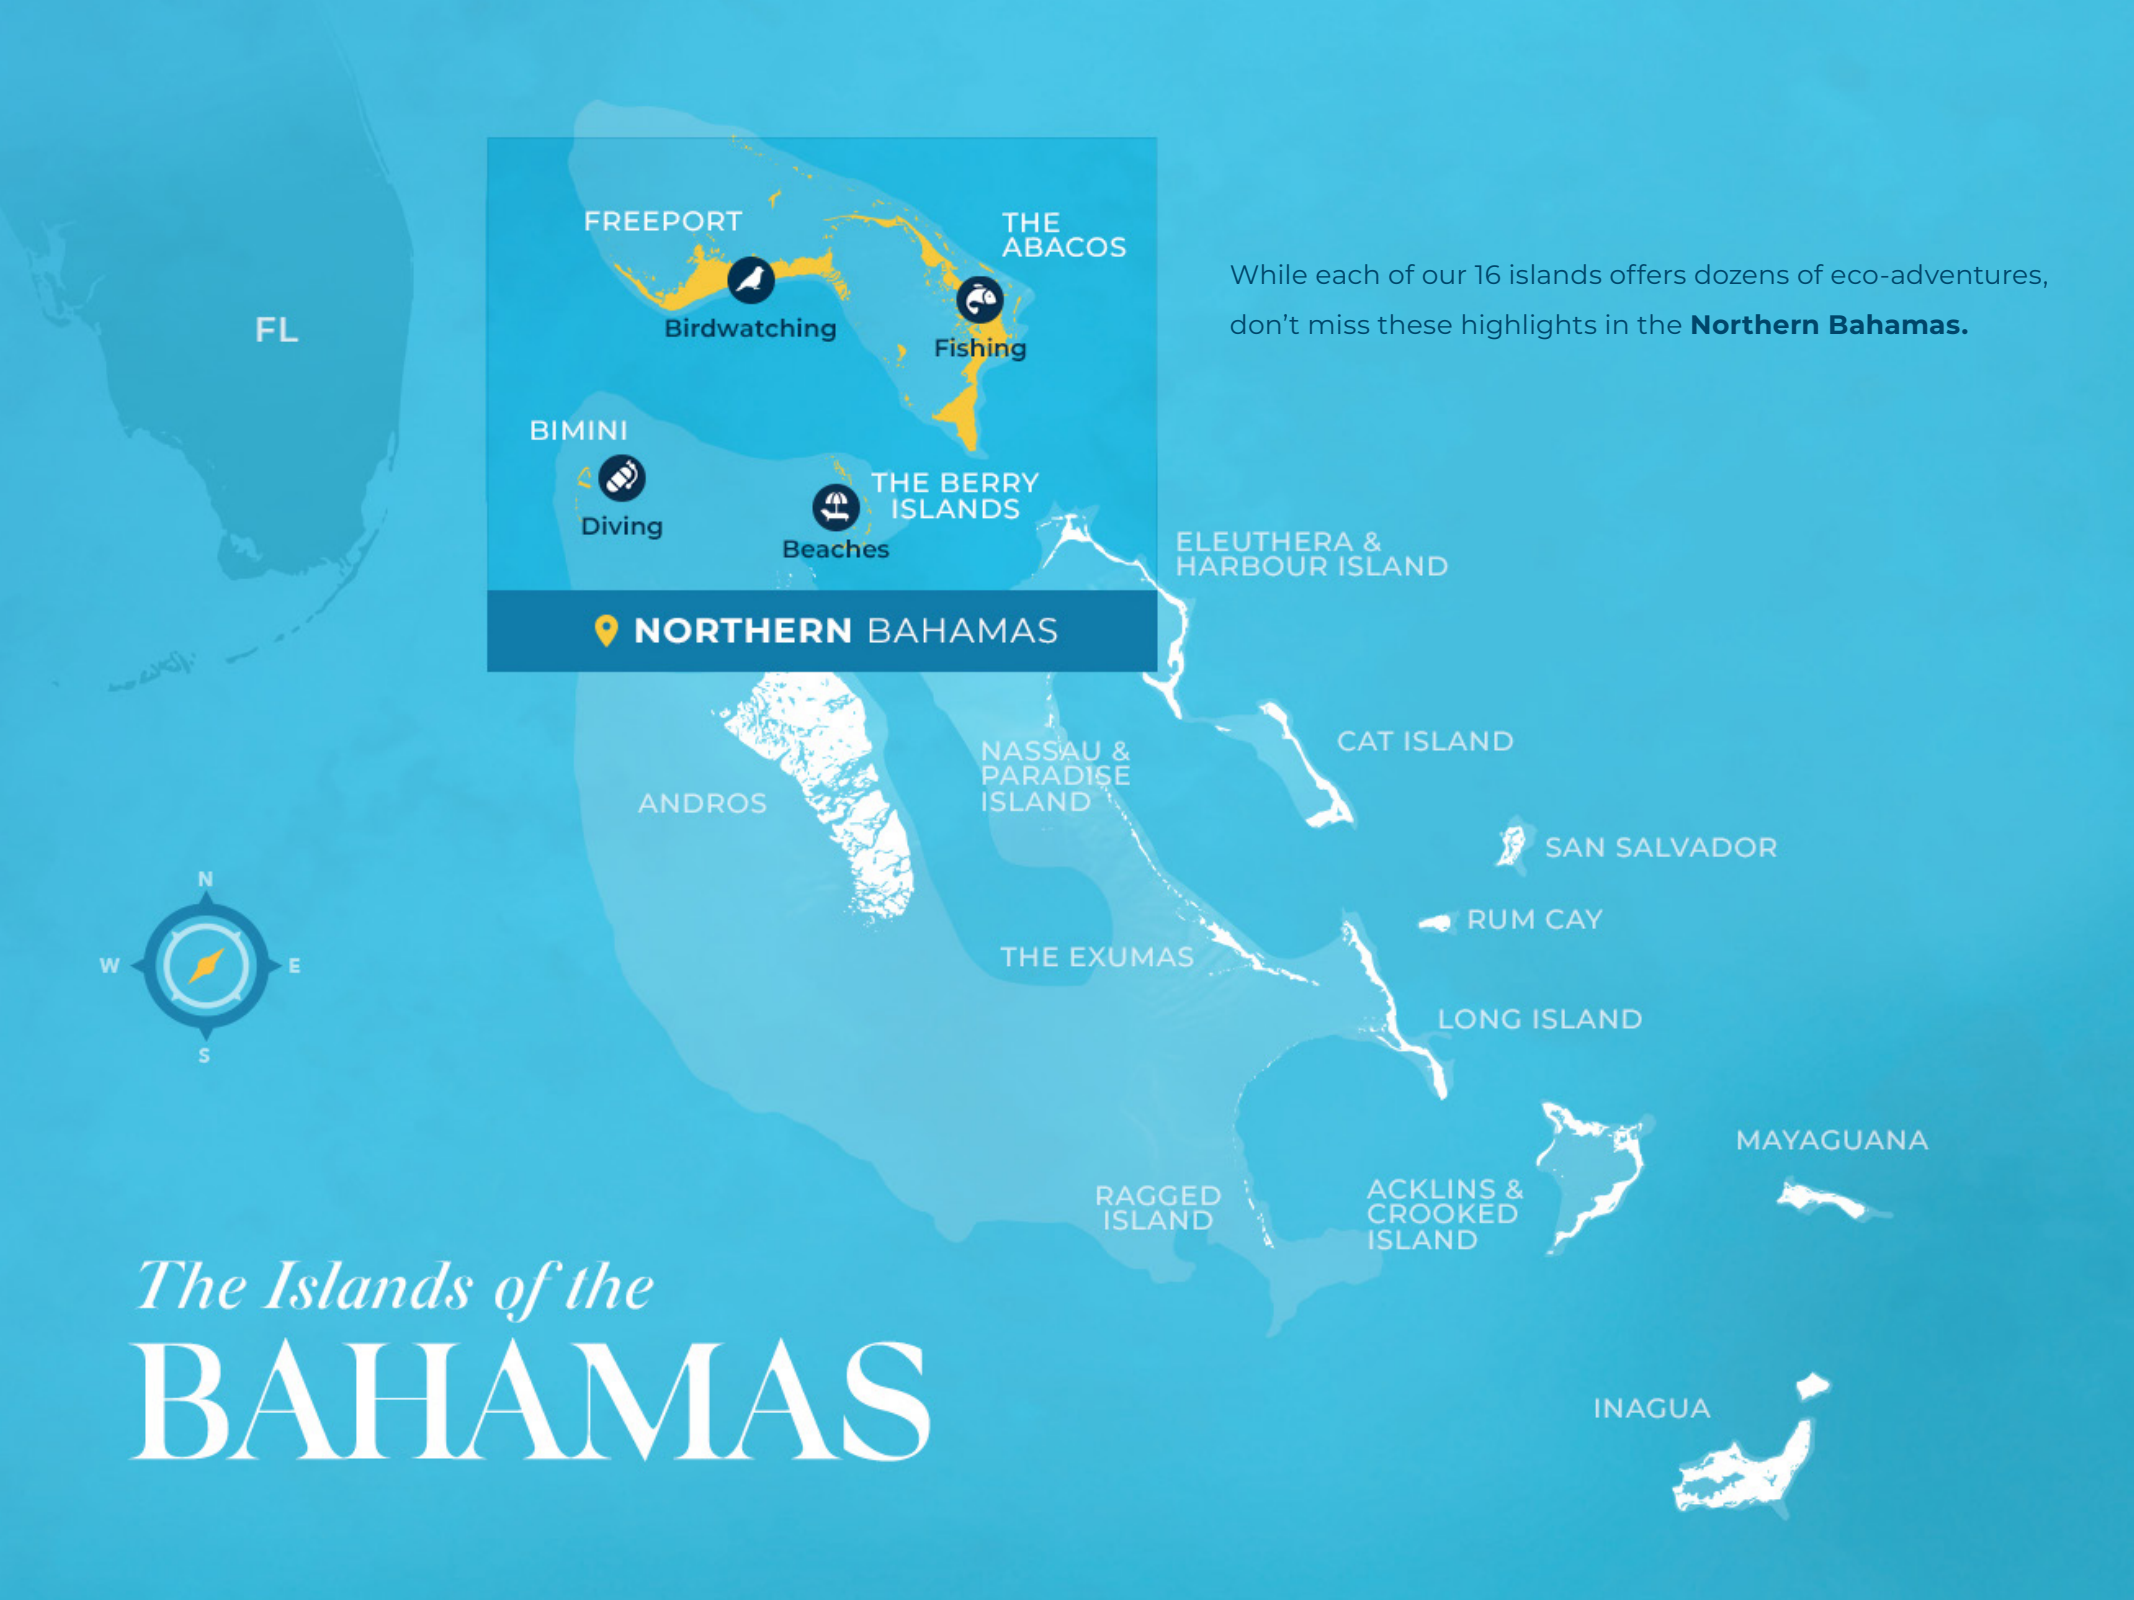 FREEPORT
THE
ABACOS
Birdwatching
Fishing
While each of our 16 islands offers dozens of eco-adventures,
don’t miss these highlights in the Northern Bahamas.
FL
BIMINI
Diving
THE BERRY
ISLANDS
Beaches
ELEUTHERA &
HARBOUR ISLAND
NORTHERN BAHAMAS
CAT ISLAND
NASSAU &
PARADISE
ISLAND
ANDROS
SAN SALVADOR
RUM CAY
N
W
E
S
THE EXUMAS
LONG ISLAND
MAYAGUANA
RAGGED
ISLAND
ACKLINS &
CROOKED
ISLAND
The Islands of the
BAHAMAS
INAGUA